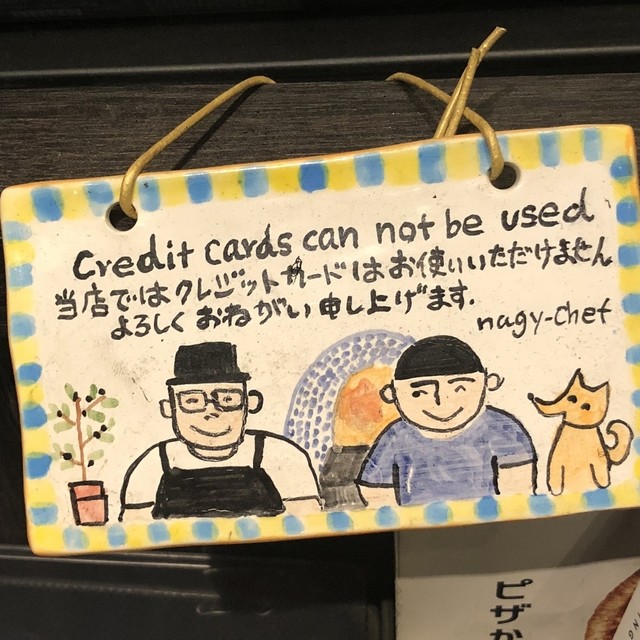 Credit cards can not be used
当店ではクレジットカードはお使いいただけません
よろしくおねがい申し上げます.
nagy-chef
ピザか